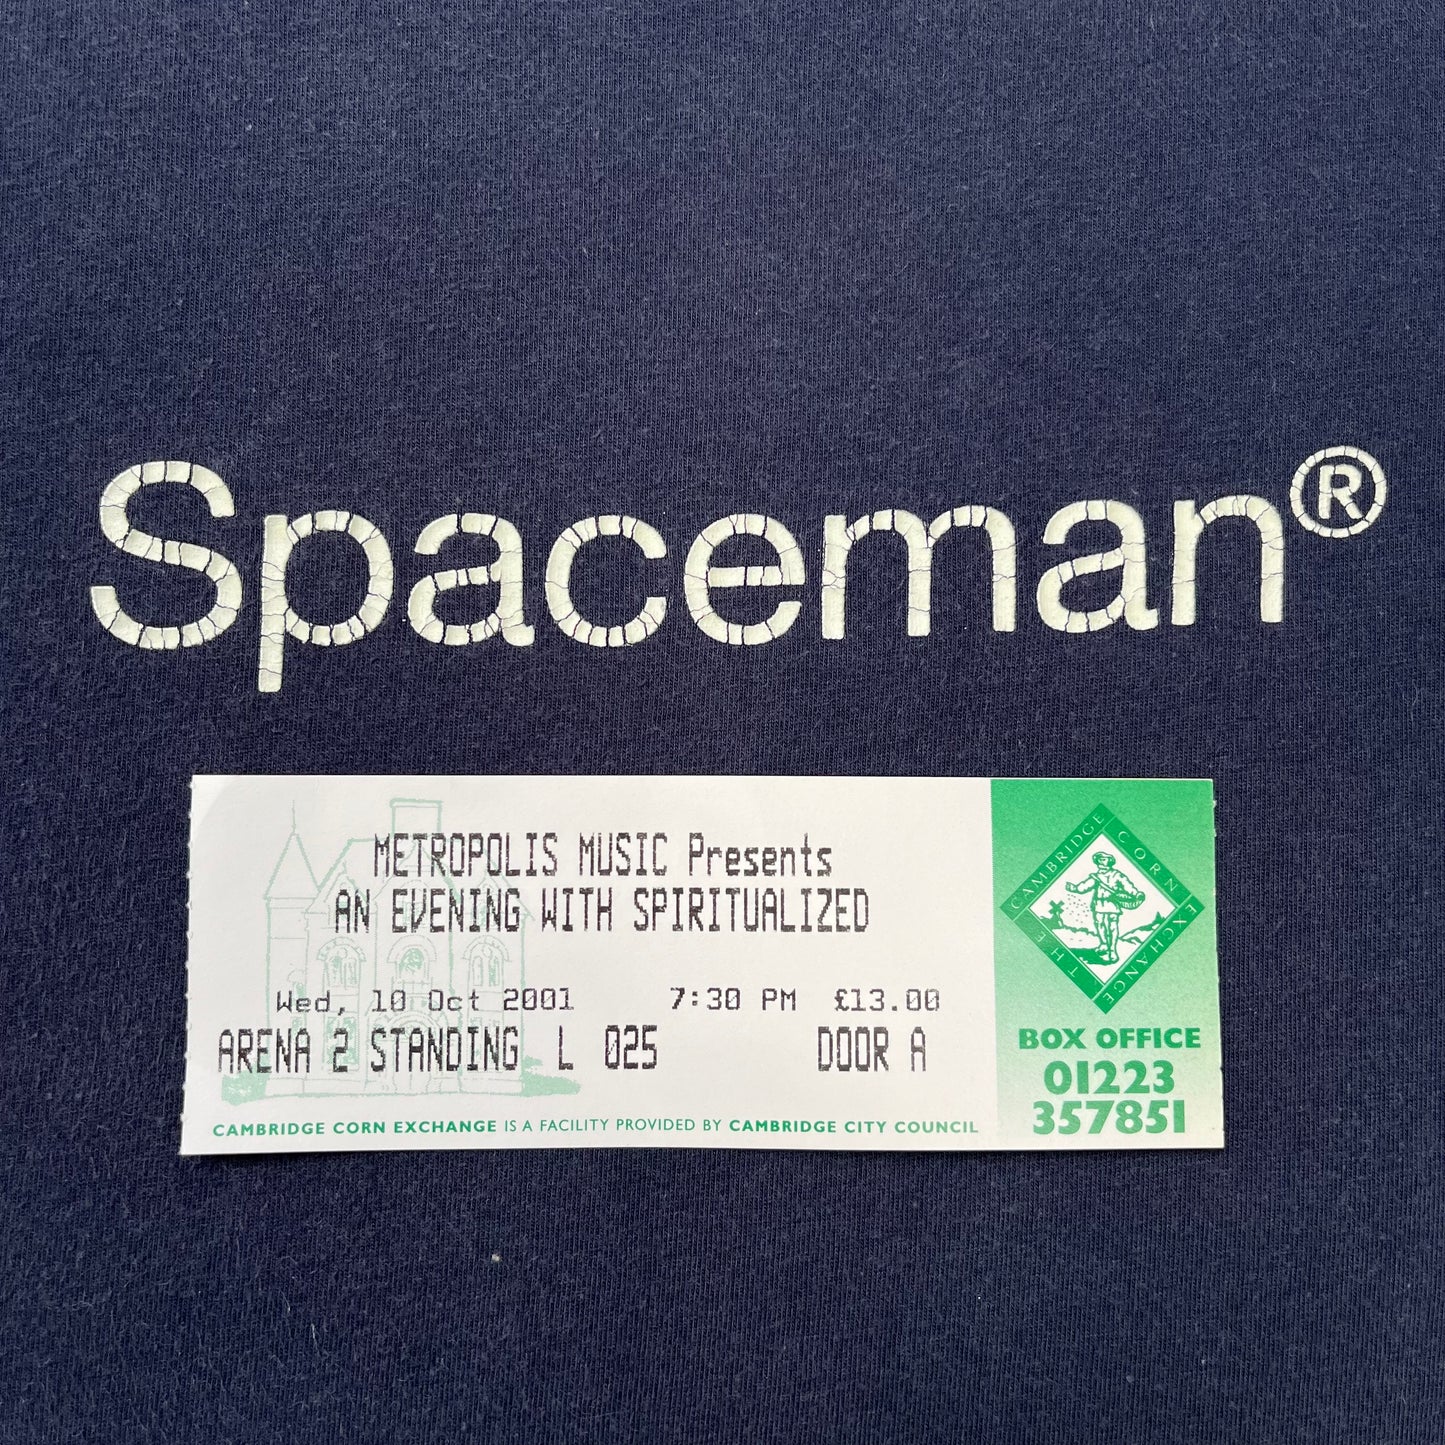 Spaceman®
METROPOLIS MUSIC Presents
AN EVENING WITH SPIRITUALIZED
Wed, 10 Oct 2001 7:30 PM £13.00
ARENA 2 STANDING L 025 DOOR A
CAMBRIDGE CORN EXCHANGE IS A FACILITY PROVIDED BY CAMBRIDGE CITY COUNCIL
THE CAMBRIDGE CORN EXCHANGE
BOX OFFICE
01223
357851